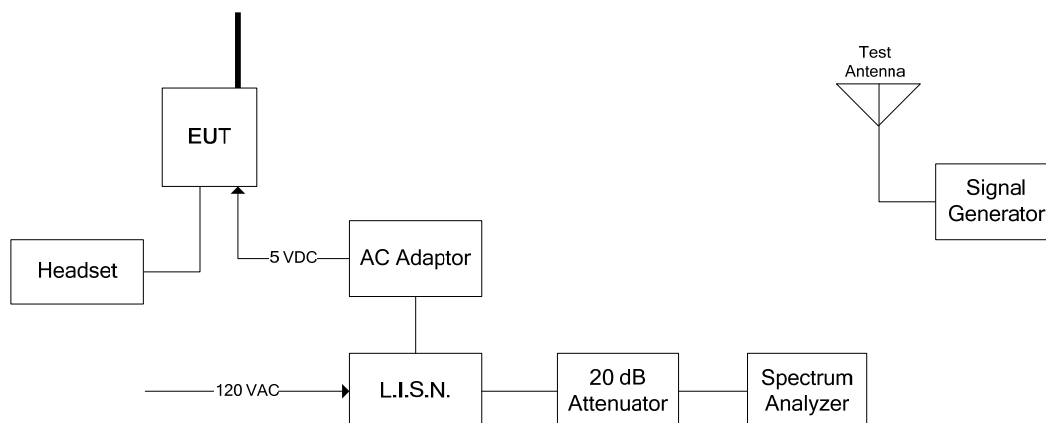 Test
Antenna
EUT
Signal
Generator
Headset
5 VDC
AC Adaptor
120 VAC
L.I.S.N.
20 dB
Attenuator
Spectrum
Analyzer